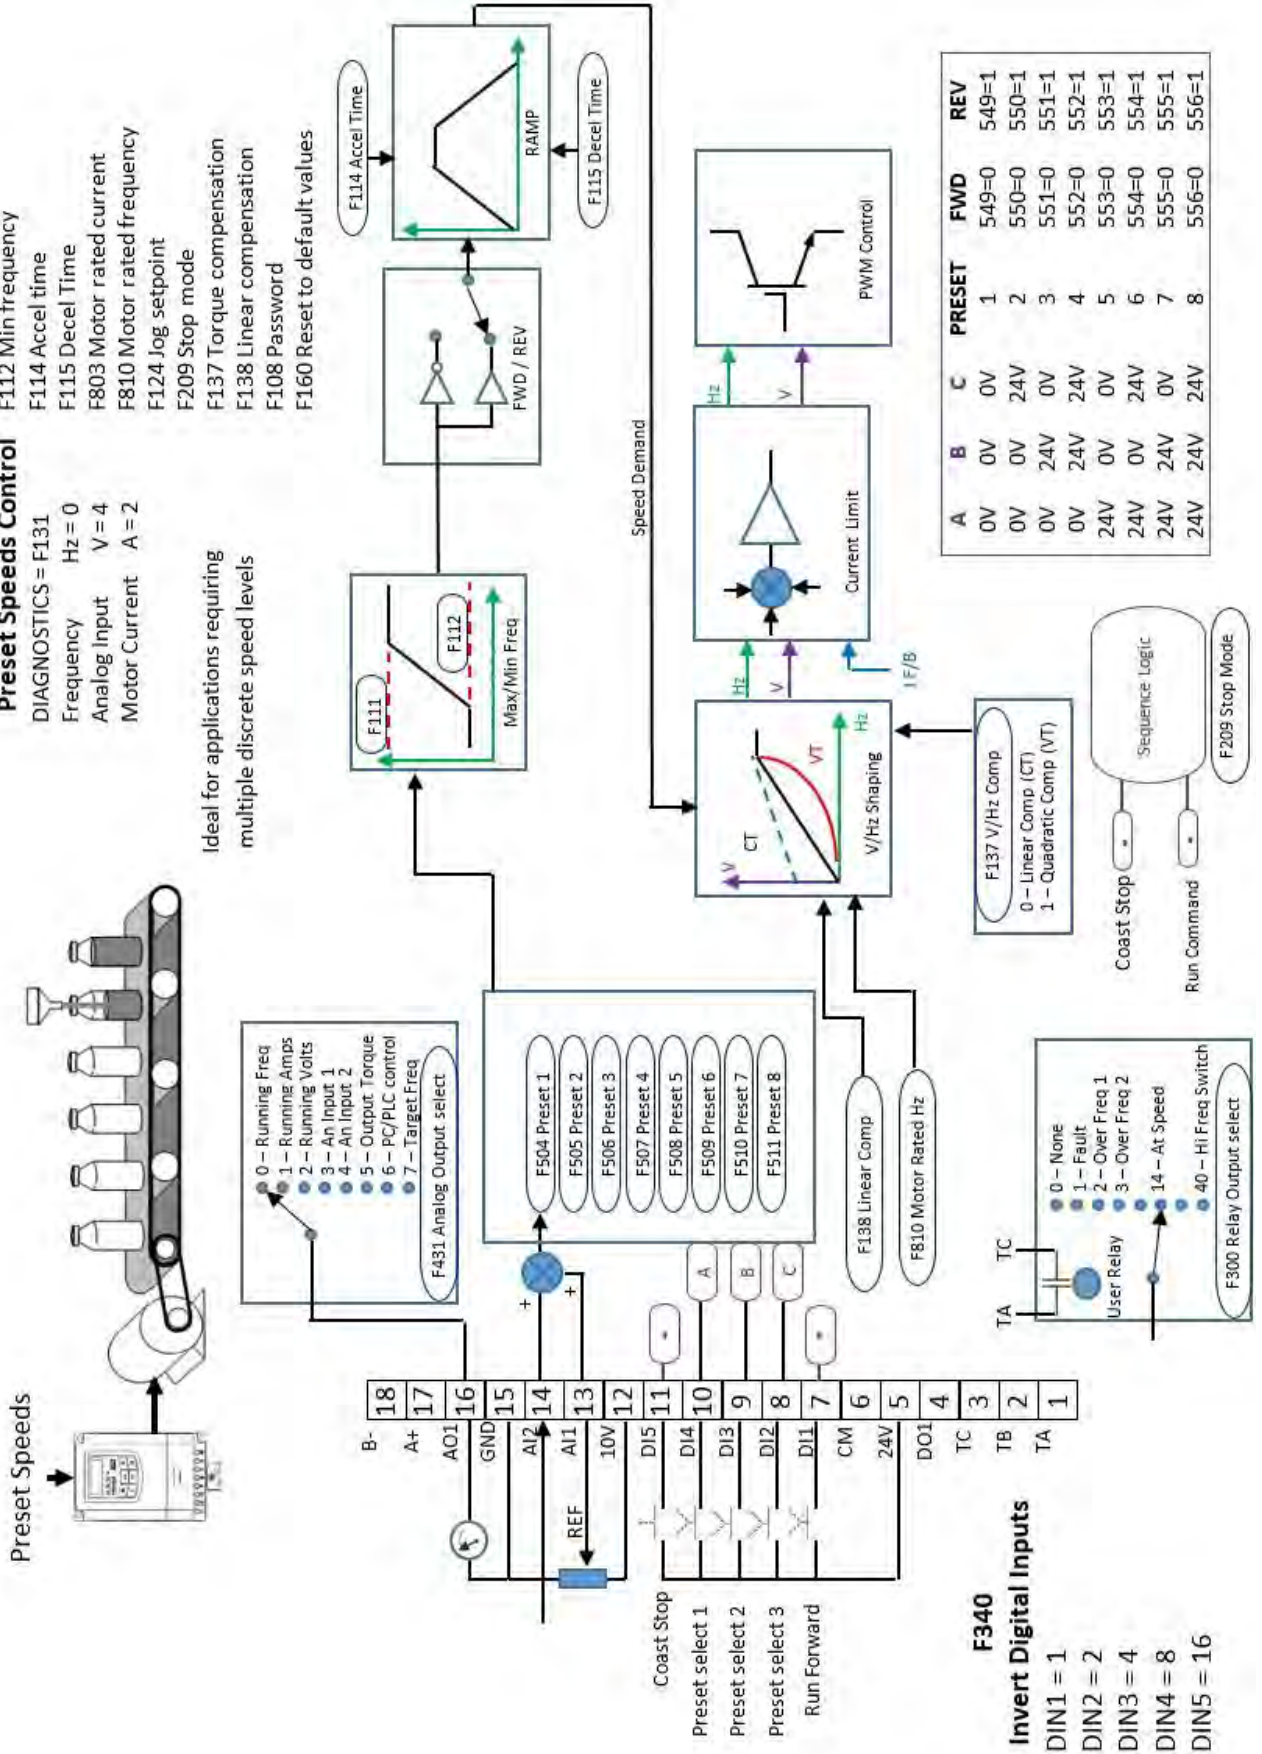 Preset Speeds
Preset Speeds Control
DIAGNOSTICS = F131
Frequency Hz = 0
Analog Input V = 4
Motor Current A = 2
F112 Min frequency
F114 Accel time
F115 Decel Time
F803 Motor rated current
F810 Motor rated frequency
F124 Jog setpoint
F209 Stop mode
F137 Torque compensation
F138 Linear compensation
F108 Password
F160 Reset to default values
Ideal for applications requiring
multiple discrete speed levels
0 – Running Freq
1 – Running Amps
2 – Running Volts
3 – An Input 1
4 – An Input 2
5 – Output Torque
6 – PC/PLC control
7 – Target Freq
F431 Analog Output select
F111
F112
Max/Min Freq
FWD / REV
F114 Accel Time
RAMP
F115 Decel Time
Speed Demand
B- 18
A+ 17
AO1 16
GND 15
AI2 14
AI1 13
10V 12
DI5 11
DI4 10
DI3 9
DI2 8
DI1 7
CM 6
24V 5
DO1 4
TC 3
TB 2
TA 1
REF
+
+
Coast Stop
Preset select 1
Preset select 2
Preset select 3
Run Forward
A
B
C
F504 Preset 1
F505 Preset 2
F506 Preset 3
F507 Preset 4
F508 Preset 5
F509 Preset 6
F510 Preset 7
F511 Preset 8
F138 Linear Comp
F810 Motor Rated Hz
V
CT
VT
Hz
V/Hz Shaping
Hz
V
I F/B
Current Limit
Hz
V
PWM Control
F137 V/Hz Comp
0 – Linear Comp (CT)
1 – Quadratic Comp (VT)
Coast Stop
Run Command
Sequence Logic
F209 Stop Mode
A B C PRESET FWD REV
0V 0V 0V 1 549=0 549=1
0V 0V 24V 2 550=0 550=1
0V 24V 0V 3 551=0 551=1
0V 24V 24V 4 552=0 552=1
24V 0V 0V 5 553=0 553=1
24V 0V 24V 6 554=0 554=1
24V 24V 0V 7 555=0 555=1
24V 24V 24V 8 556=0 556=1
TA
TC
User Relay
0 – None
1 – Fault
2 – Over Freq 1
3 – Over Freq 2
14 – At Speed
40 – Hi Freq Switch
F300 Relay Output select
F340
Invert Digital Inputs
DIN1 = 1
DIN2 = 2
DIN3 = 4
DIN4 = 8
DIN5 = 16